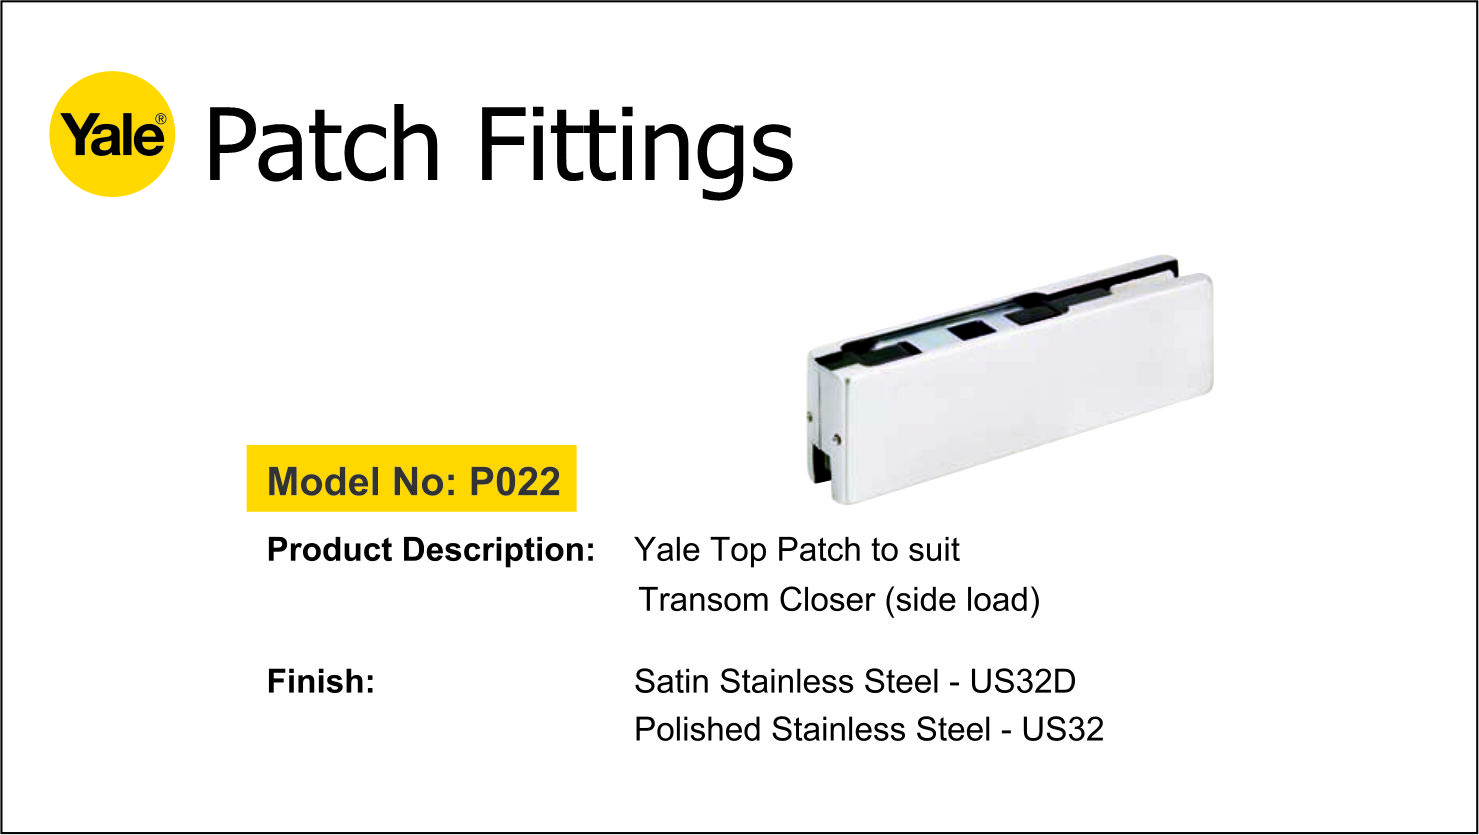 Yale®
Patch Fittings
Model No: P022
Product Description: Yale Top Patch to suit
Transom Closer (side load)
Finish: Satin Stainless Steel - US32D
Polished Stainless Steel - US32